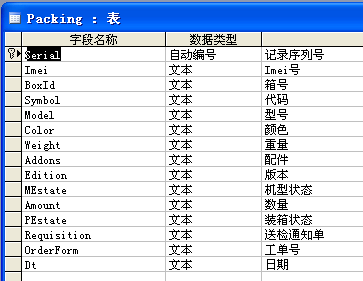 Packing : 表
字段名称 数据类型
Serial 自动编号 记录序列号
Imei 文本 Imei号
BoxId 文本 箱号
Symbol 文本 代码
Model 文本 型号
Color 文本 颜色
Weight 文本 重量
Addons 文本 配件
Edition 文本 版本
MEstate 文本 机型状态
Amount 文本 数量
PEstate 文本 装箱状态
Requisition 文本 送检通知单
OrderForm 文本 工单号
Dt 文本 日期